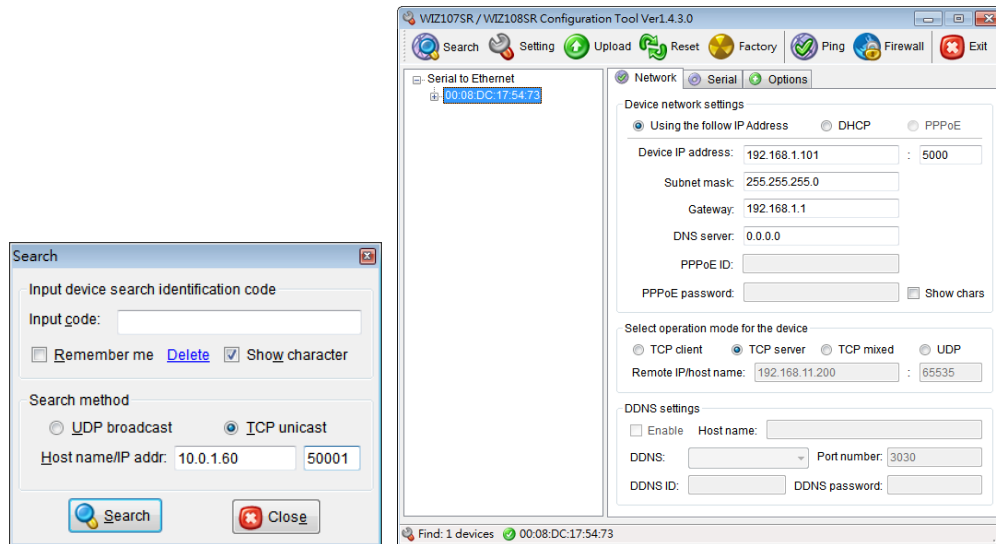 Search
Input device search identification code
Input code:
Remember me Delete Show character
Search method
UDP broadcast TCP unicast
Host name/IP addr: 10.0.1.60 50001
Search Close
WIZ107SR / WIZ108SR Configuration Tool Ver1.4.3.0
Search Setting Upload Reset Factory Ping Firewall Exit
Serial to Ethernet
00:08:DC:17:54:73
Network Serial Options
Device network settings
Using the follow IP Address DHCP PPPoE
Device IP address: 192.168.1.101 : 5000
Subnet mask: 255.255.255.0
Gateway: 192.168.1.1
DNS server: 0.0.0.0
PPPoE ID:
PPPoE password: Show chars
Select operation mode for the device
TCP client TCP server TCP mixed UDP
Remote IP/host name: 192.168.11.200 : 65535
DDNS settings
Enable Host name:
DDNS: Port number: 3030
DDNS ID: DDNS password:
Find: 1 devices 00:08:DC:17:54:73